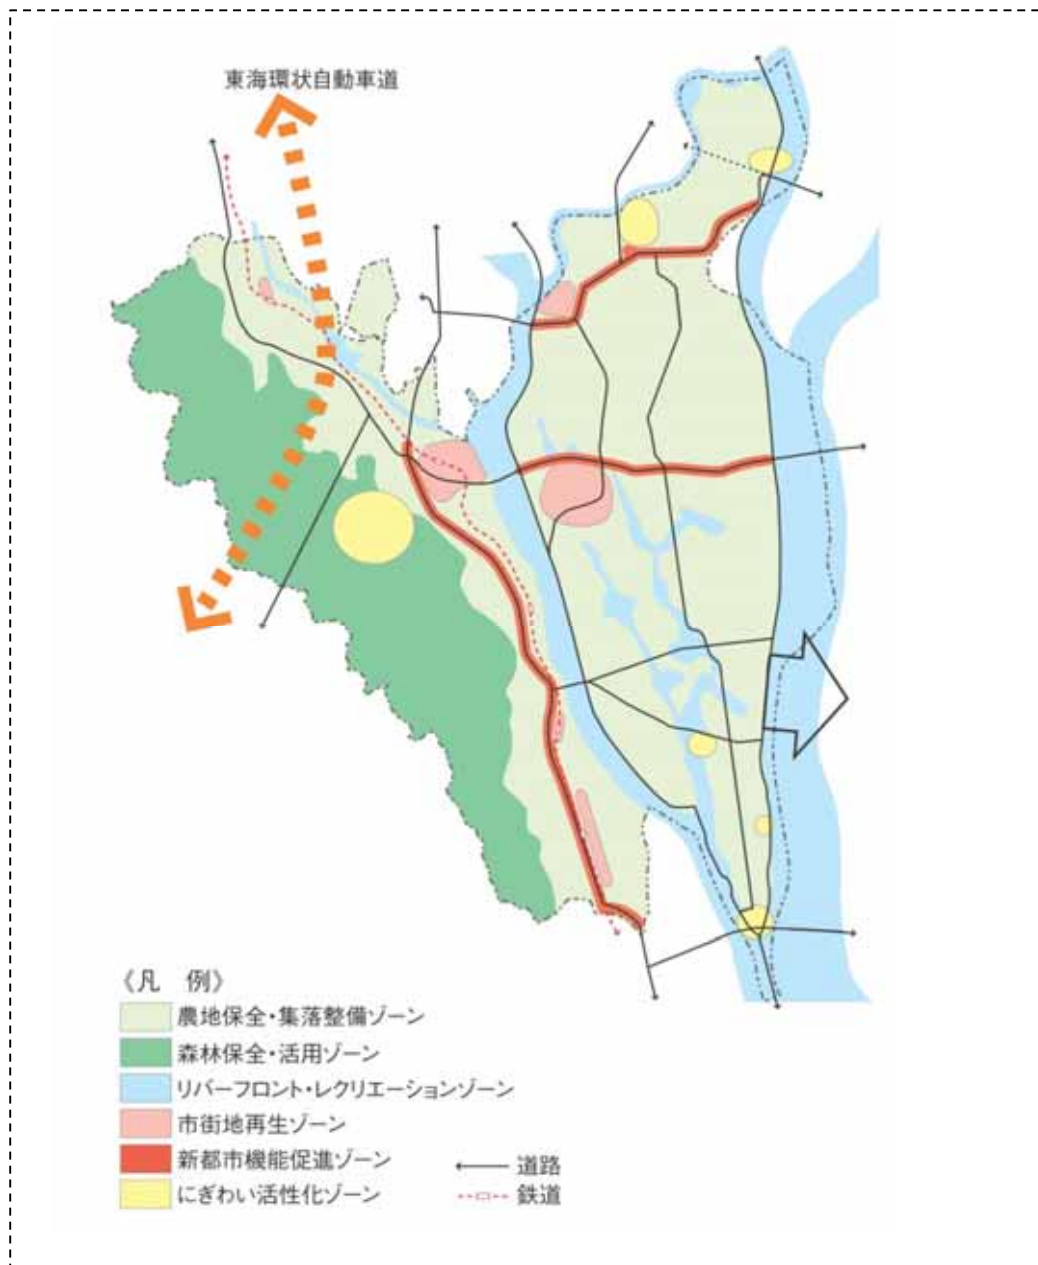 東海環状自動車道
《凡　例》
農地保全・集落整備ゾーン
森林保全・活用ゾーン
リバーフロント・レクリエーションゾーン
市街地再生ゾーン
新都市機能促進ゾーン
にぎわい活性化ゾーン
道路
鉄道